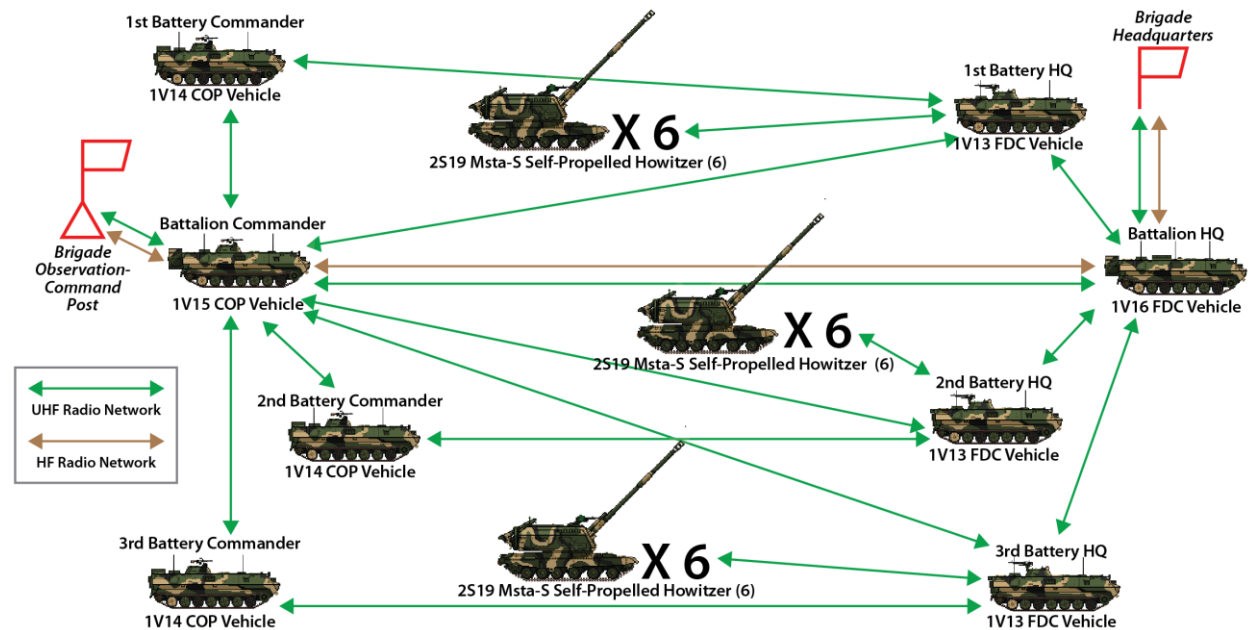 1st Battery Commander
1V14 COP Vehicle
X 6
2S19 Msta-S Self-Propelled Howitzer (6)
1st Battery HQ
1V13 FDC Vehicle
Brigade
Headquarters
Brigade
Observation-
Command
Post
Battalion Commander
1V15 COP Vehicle
Battalion HQ
1V16 FDC Vehicle
X 6
2S19 Msta-S Self-Propelled Howitzer (6)
UHF Radio Network
HF Radio Network
2nd Battery Commander
1V14 COP Vehicle
2nd Battery HQ
1V13 FDC Vehicle
3rd Battery Commander
1V14 COP Vehicle
X 6
2S19 Msta-S Self-Propelled Howitzer (6)
3rd Battery HQ
1V13 FDC Vehicle